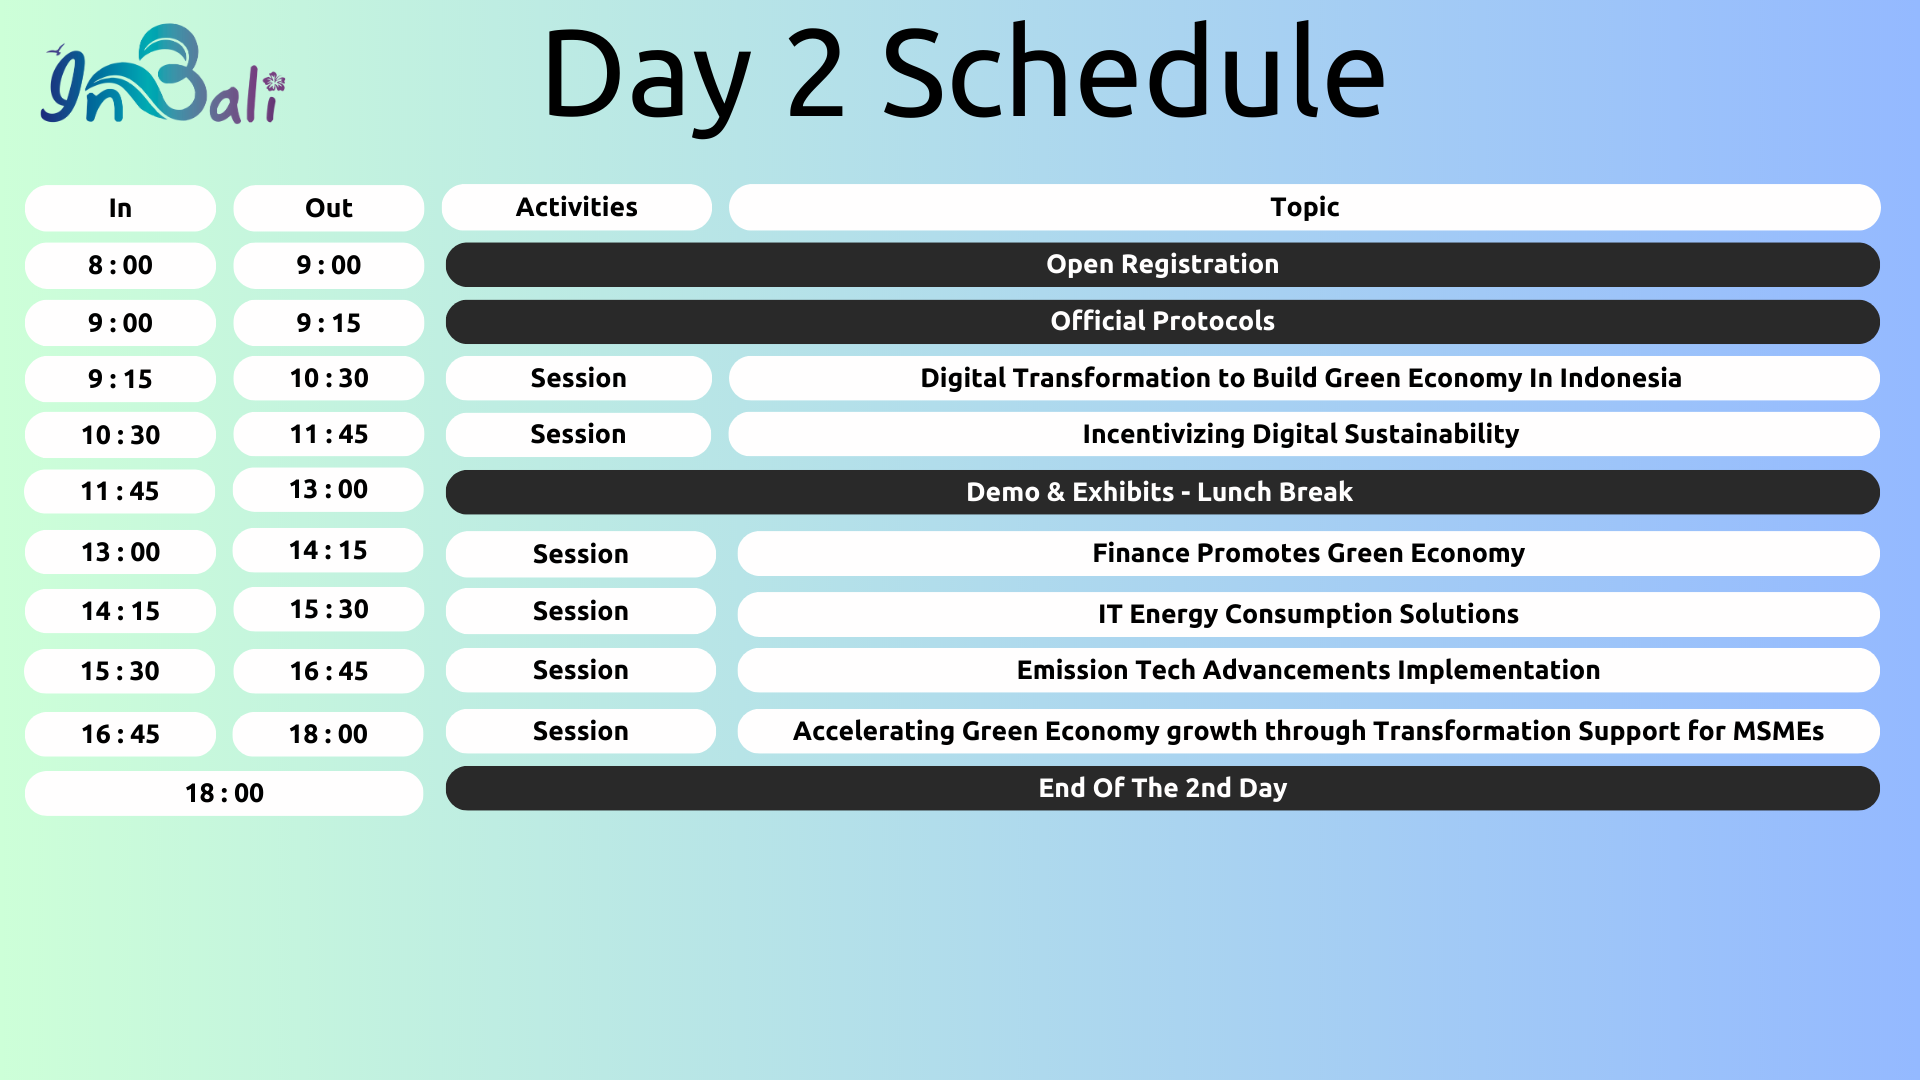 In Bali
Day 2 Schedule
In Out Activities Topic
8 : 00 9 : 00 Open Registration
9 : 00 9 : 15 Official Protocols
9 : 15 10 : 30 Session Digital Transformation to Build Green Economy In Indonesia
10 : 30 11 : 45 Session Incentivizing Digital Sustainability
11 : 45 13 : 00 Demo & Exhibits - Lunch Break
13 : 00 14 : 15 Session Finance Promotes Green Economy
14 : 15 15 : 30 Session IT Energy Consumption Solutions
15 : 30 16 : 45 Session Emission Tech Advancements Implementation
16 : 45 18 : 00 Session Accelerating Green Economy growth through Transformation Support for MSMEs
18 : 00 End Of The 2nd Day